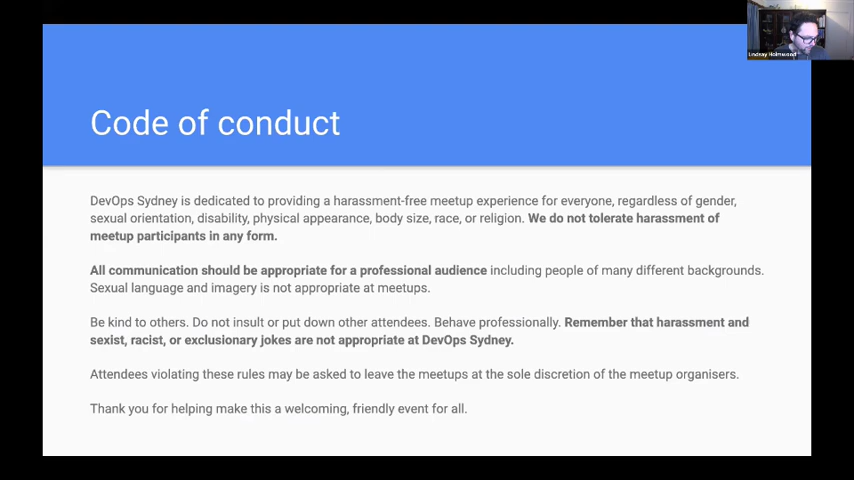 Lindsay Holmwood
Code of conduct
DevOps Sydney is dedicated to providing a harassment-free meetup experience for everyone, regardless of gender,
sexual orientation, disability, physical appearance, body size, race, or religion. We do not tolerate harassment of
meetup participants in any form.
All communication should be appropriate for a professional audience including people of many different backgrounds.
Sexual language and imagery is not appropriate at meetups.
Be kind to others. Do not insult or put down other attendees. Behave professionally. Remember that harassment and
sexist, racist, or exclusionary jokes are not appropriate at DevOps Sydney.
Attendees violating these rules may be asked to leave the meetups at the sole discretion of the meetup organisers.
Thank you for helping make this a welcoming, friendly event for all.